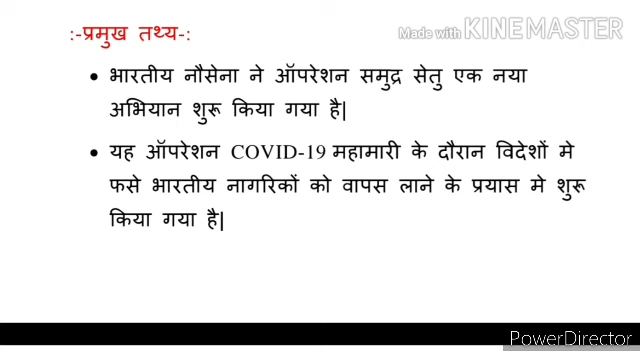 :-प्रमुख तथ्य-:
Made with KINEMASTER
• भारतीय नौसेना ने ऑपरेशन समुद्र सेतु एक नया
अभियान शुरू किया गया है|
• यह ऑपरेशन COVID-19 महामारी के दौरान विदेशों मे
फसे भारतीय नागरिकों को वापस लाने के प्रयास मे शुरू
किया गया है|
PowerDirector